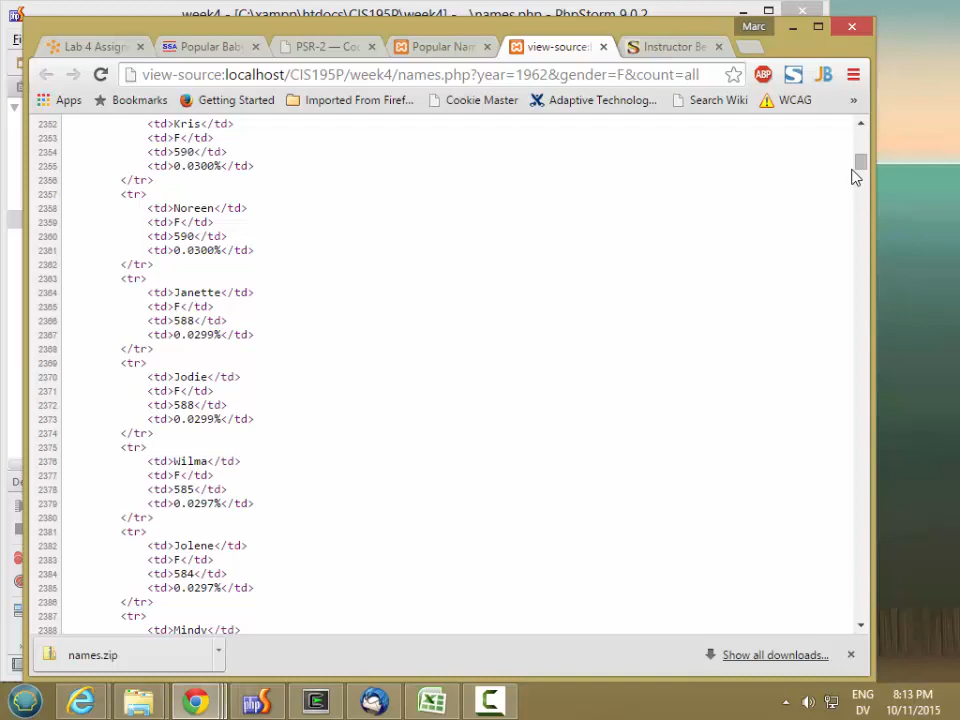 week4 - [C:\xampp\htdocs\CIS195P\week4] - ...\names.php - PhpStorm 9.0.2
Marc
Lab 4 Assign
Popular Bab
PSR-2 — Coc
Popular Nam
view-source:l
Instructor Be
view-source:localhost/CIS195P/week4/names.php?year=1962&gender=F&count=all
ABP
JB
Apps
Bookmarks
Getting Started
Imported From Firef...
Cookie Master
Adaptive Technolog...
Search Wiki
WCAG
»
2352 <td>Kris</td>
2353 <td>F</td>
2354 <td>590</td>
2355 <td>0.0300%</td>
2356 </tr>
2357 <tr>
2358 <td>Noreen</td>
2359 <td>F</td>
2360 <td>590</td>
2361 <td>0.0300%</td>
2362 </tr>
2363 <tr>
2364 <td>Janette</td>
2365 <td>F</td>
2366 <td>588</td>
2367 <td>0.0299%</td>
2368 </tr>
2369 <tr>
2370 <td>Jodie</td>
2371 <td>F</td>
2372 <td>588</td>
2373 <td>0.0299%</td>
2374 </tr>
2375 <tr>
2376 <td>Wilma</td>
2377 <td>F</td>
2378 <td>585</td>
2379 <td>0.0297%</td>
2380 </tr>
2381 <tr>
2382 <td>Jolene</td>
2383 <td>F</td>
2384 <td>584</td>
2385 <td>0.0297%</td>
2386 </tr>
2387 <tr>
2388 <td>Mindy</td>
names.zip
Show all downloads...
ENG
DV
8:13 PM
10/11/2015